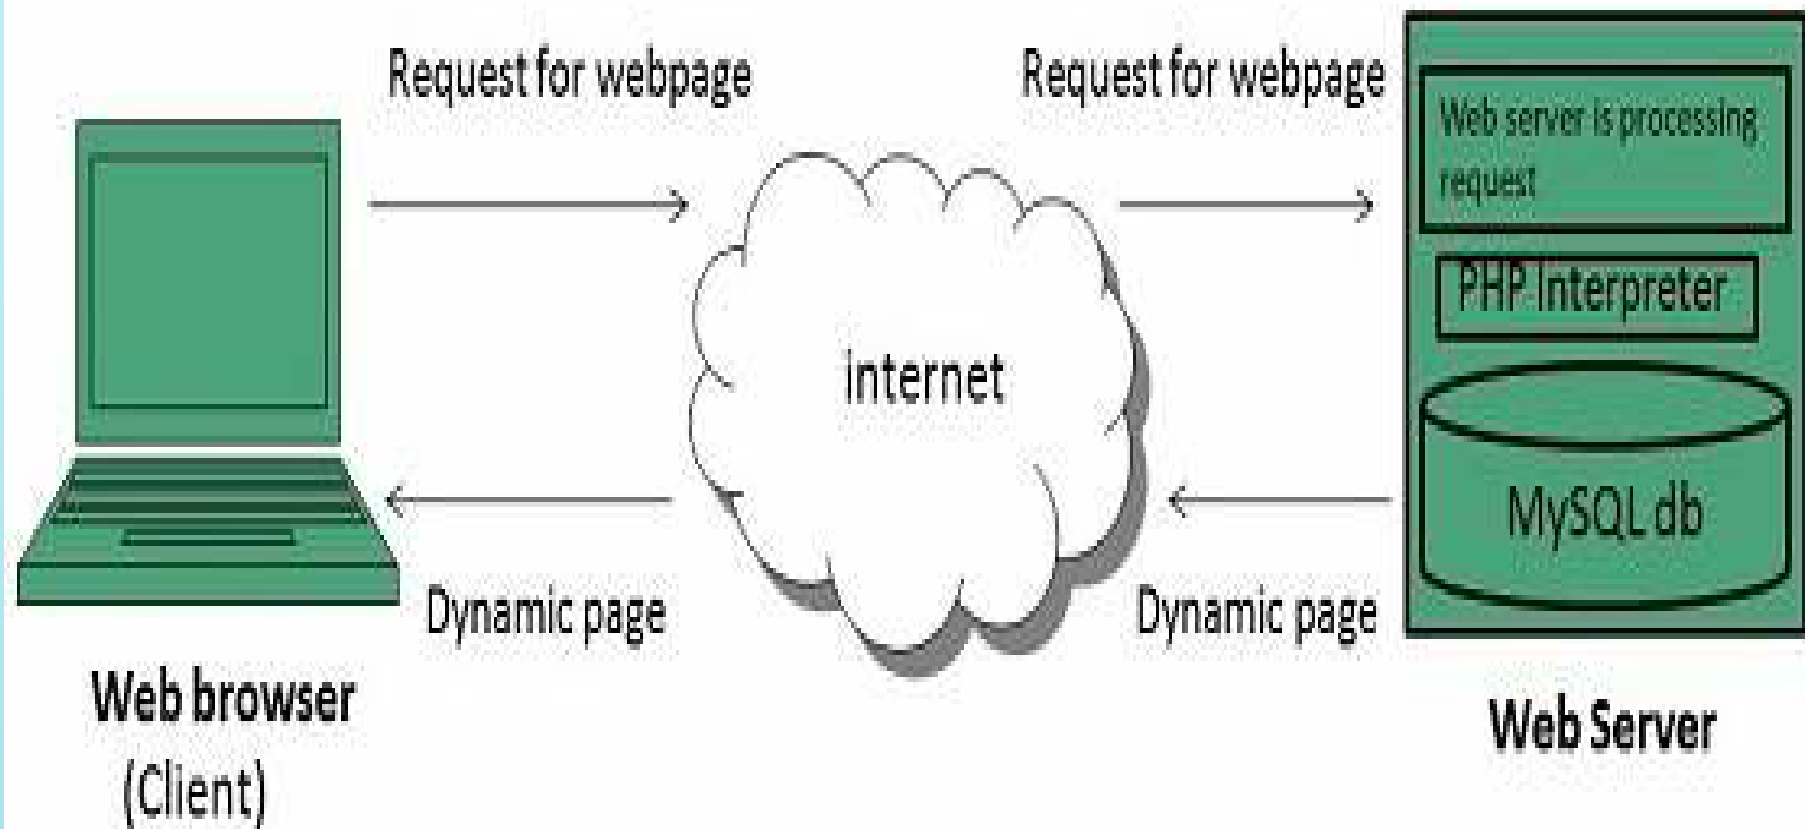 Request for webpage
Request for webpage
Web server is processing
request
PHP Interpreter
internet
MySQL db
Dynamic page
Dynamic page
Web browser
(Client)
Web Server